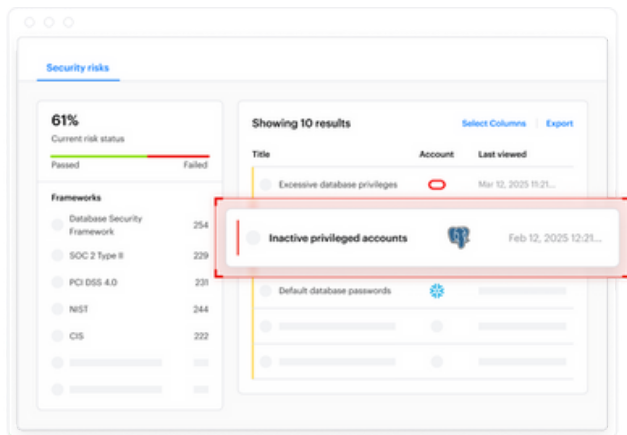 Security risks
61%
Current risk status
Passed Failed
Frameworks
Database Security
Framework 254
SOC 2 Type II 229
PCI DSS 4.0 231
NIST 244
CIS 222
Showing 10 results Select Columns Export
Title Account Last viewed
Excessive database privileges Mar 12, 2025 11:21...
Inactive privileged accounts Feb 12, 2025 12:21...
Default database passwords